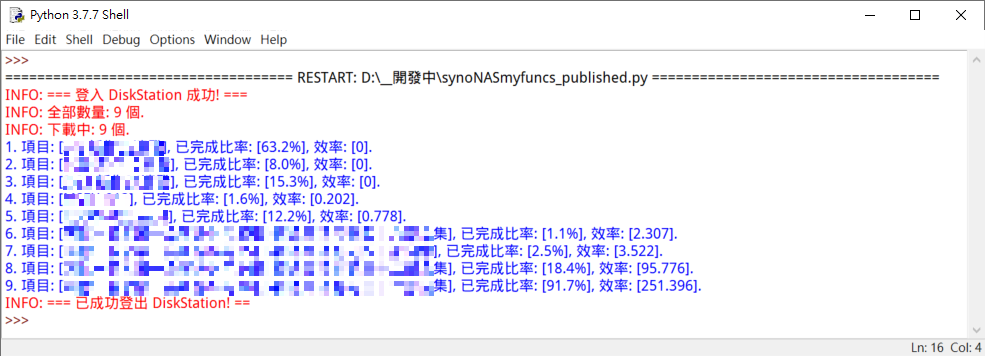 Python 3.7.7 Shell
File Edit Shell Debug Options Window Help
>>>
==================================== RESTART: D:\__開發中\synoNASmyfuncs_published.py ====================================
INFO: === 登入 DiskStation 成功! ===
INFO: 全部數量: 9 個.
INFO: 下載中: 9 個.
1. 項目: [], 已完成比率: [63.2%], 效率: [0].
2. 項目: [], 已完成比率: [8.0%], 效率: [0].
3. 項目: [], 已完成比率: [15.3%], 效率: [0].
4. 項目: [], 已完成比率: [1.6%], 效率: [0.202].
5. 項目: [], 已完成比率: [12.2%], 效率: [0.778].
6. 項目: [集], 已完成比率: [1.1%], 效率: [2.307].
7. 項目: [], 已完成比率: [2.5%], 效率: [3.522].
8. 項目: [集], 已完成比率: [18.4%], 效率: [95.776].
9. 項目: [集], 已完成比率: [91.7%], 效率: [251.396].
INFO: === 已成功登出 DiskStation! ==
>>>
Ln: 16 Col: 4